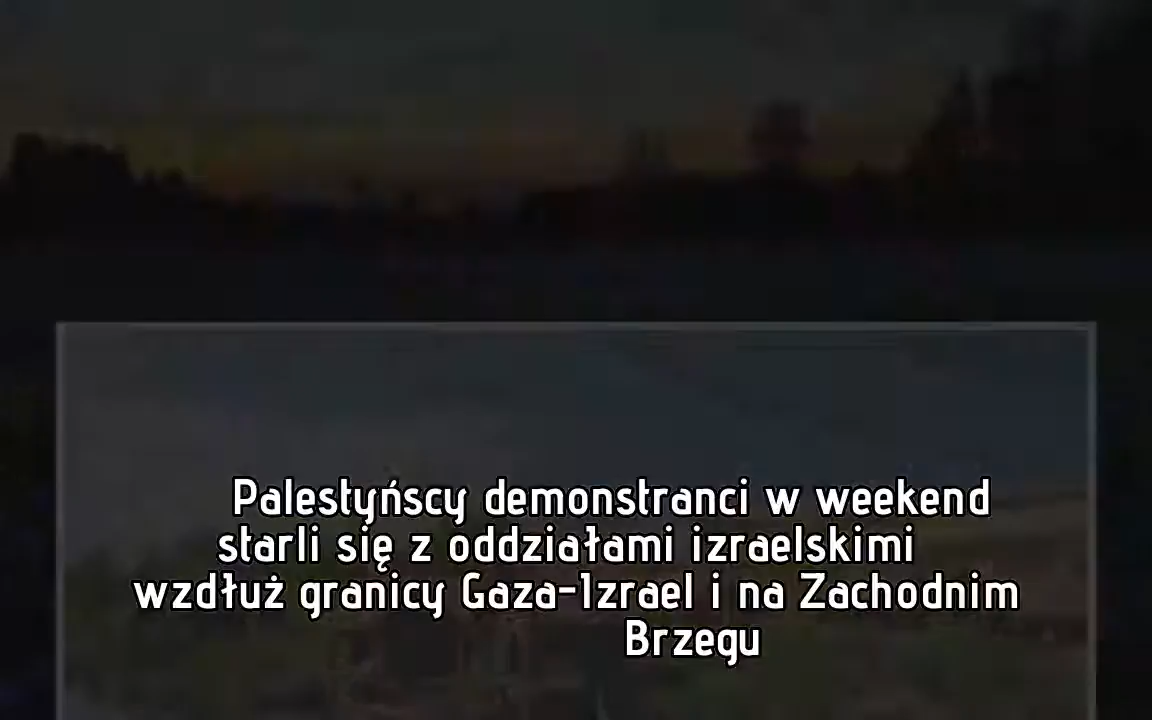 Palestyńscy demonstranci w weekend
starli się z oddziałami izraelskimi
wzdłuż granicy Gaza-Izrael i na Zachodnim
Brzegu